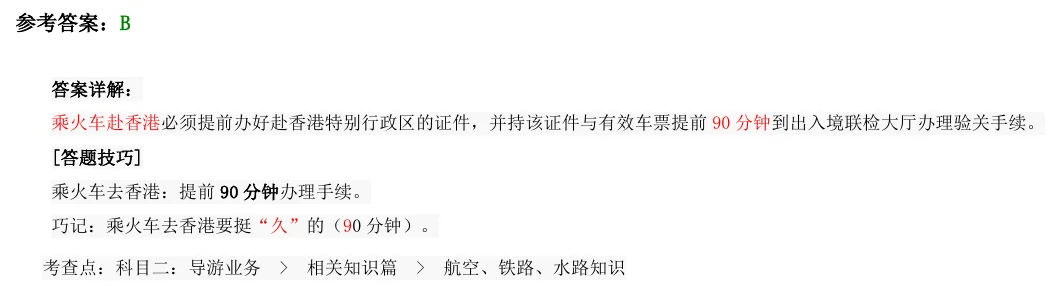 参考答案：B
答案详解：
乘火车赴香港必须提前办好赴香港特别行政区的证件，并持该证件与有效车票提前 90 分钟到出入境联检大厅办理验关手续。
[答题技巧]
乘火车去香港：提前 90 分钟办理手续。
巧记：乘火车去香港要挺“久”的（90 分钟）。
考查点：科目二：导游业务 > 相关知识篇 > 航空、铁路、水路知识